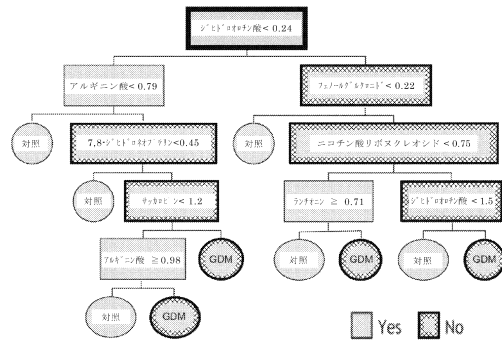 ジヒドロオロチン酸< 0.24
アルギニン酸< 0.79
フェノールグルクロニド< 0.22
対照
7,8-ジヒドロネオプテリン<0.45
対照
ニコチン酸リボヌクレオシド <0.75
対照
サッカロピン< 1.2
ランチオニン ≥ 0.71
ジヒドロオロチン酸 < 1.5
アルギニン酸 ≥0.98
GDM
対照
GDM
対照
GDM
対照
GDM
Yes
No